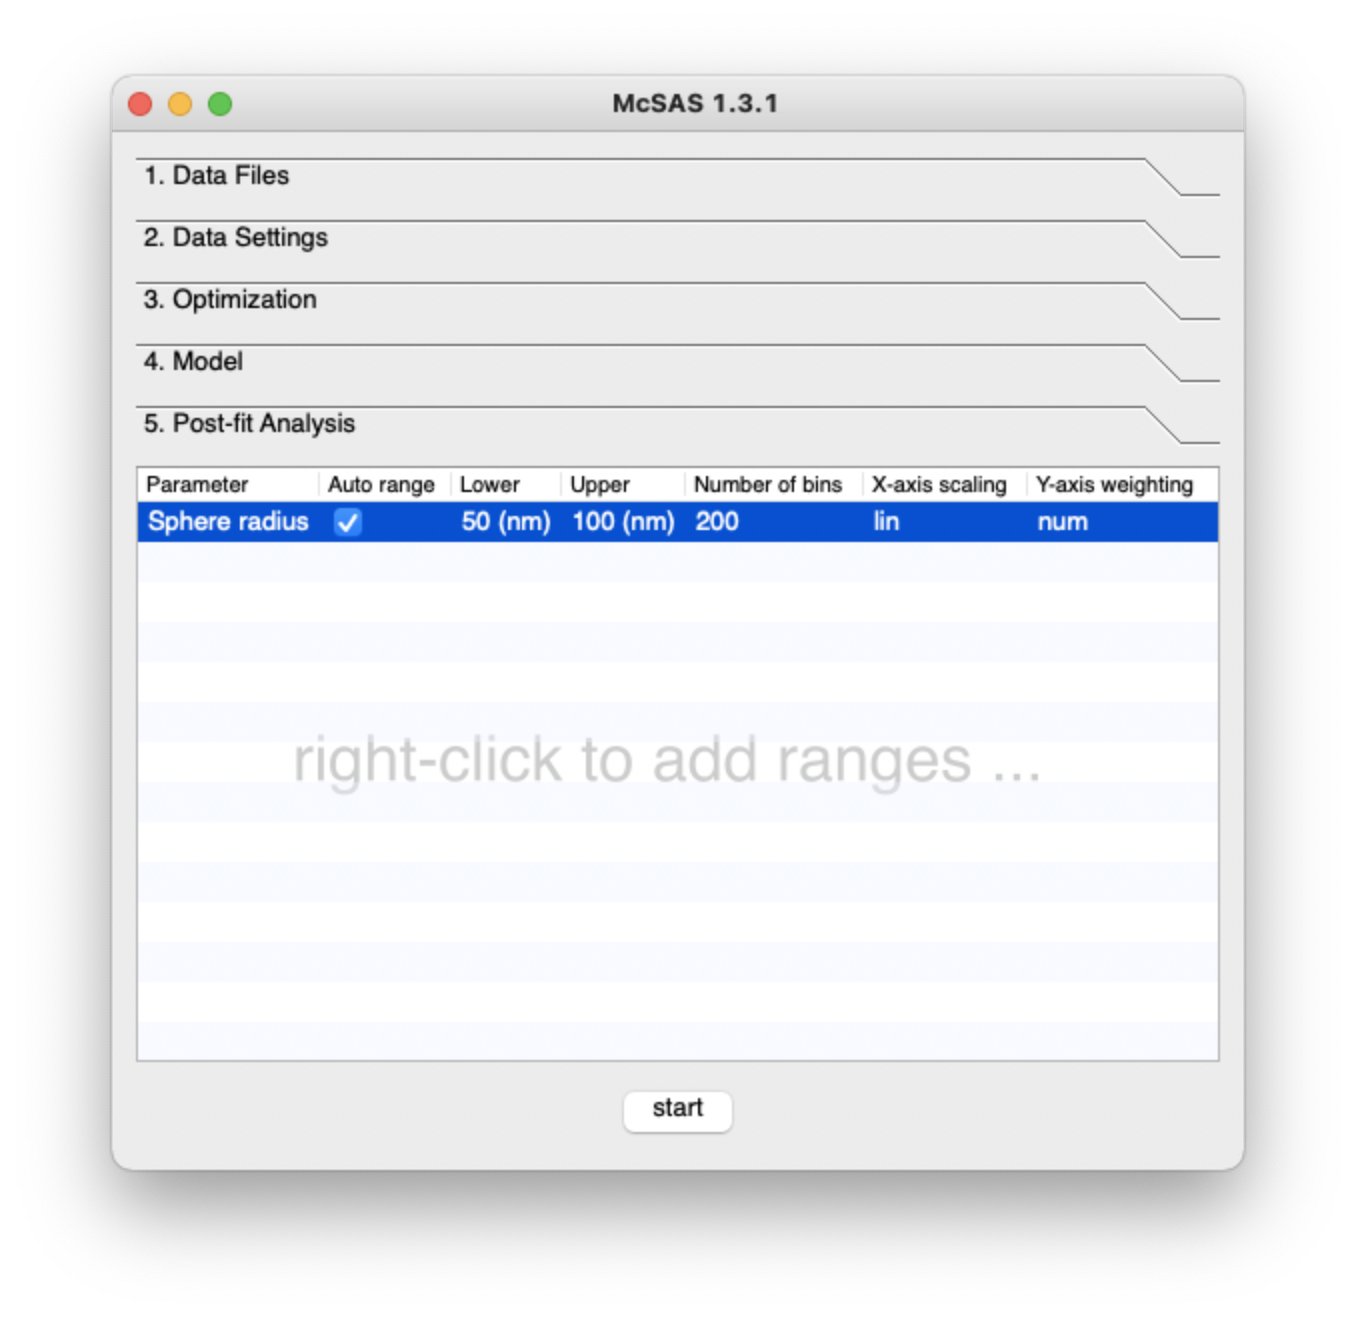 McSAS 1.3.1
1. Data Files
2. Data Settings
3. Optimization
4. Model
5. Post-fit Analysis
Parameter Auto range Lower Upper Number of bins X-axis scaling Y-axis weighting
Sphere radius 50 (nm) 100 (nm) 200 lin num
right-click to add ranges ...
start